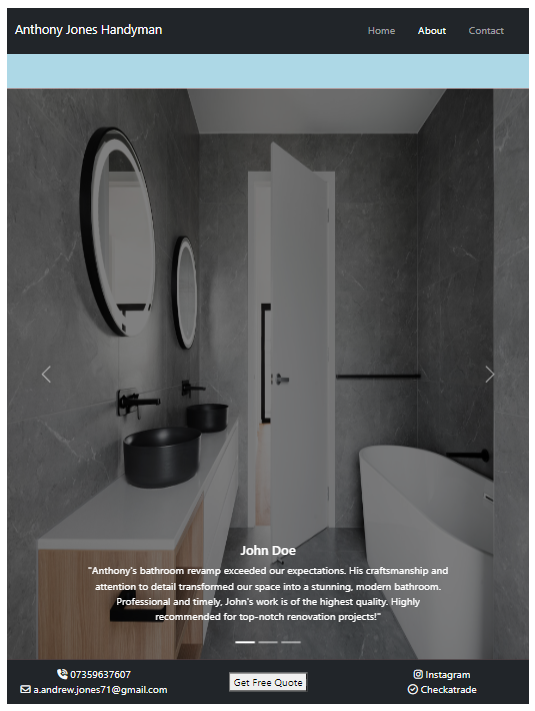 Anthony Jones Handyman
Home About Contact
John Doe
"Anthony's bathroom revamp exceeded our expectations. His craftsmanship and
attention to detail transformed our space into a stunning, modern bathroom.
Professional and timely, John's work is of the highest quality. Highly
recommended for top-notch renovation projects!"
07359637607
a.andrew.jones71@gmail.com
Get Free Quote
Instagram
Checkatrade